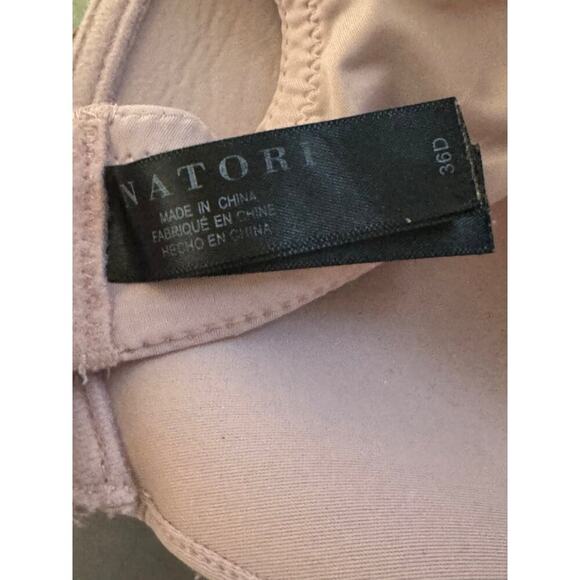 NATORI
MADE IN CHINA
FABRIQUÉ EN CHINE
HECHO EN CHINA
36D